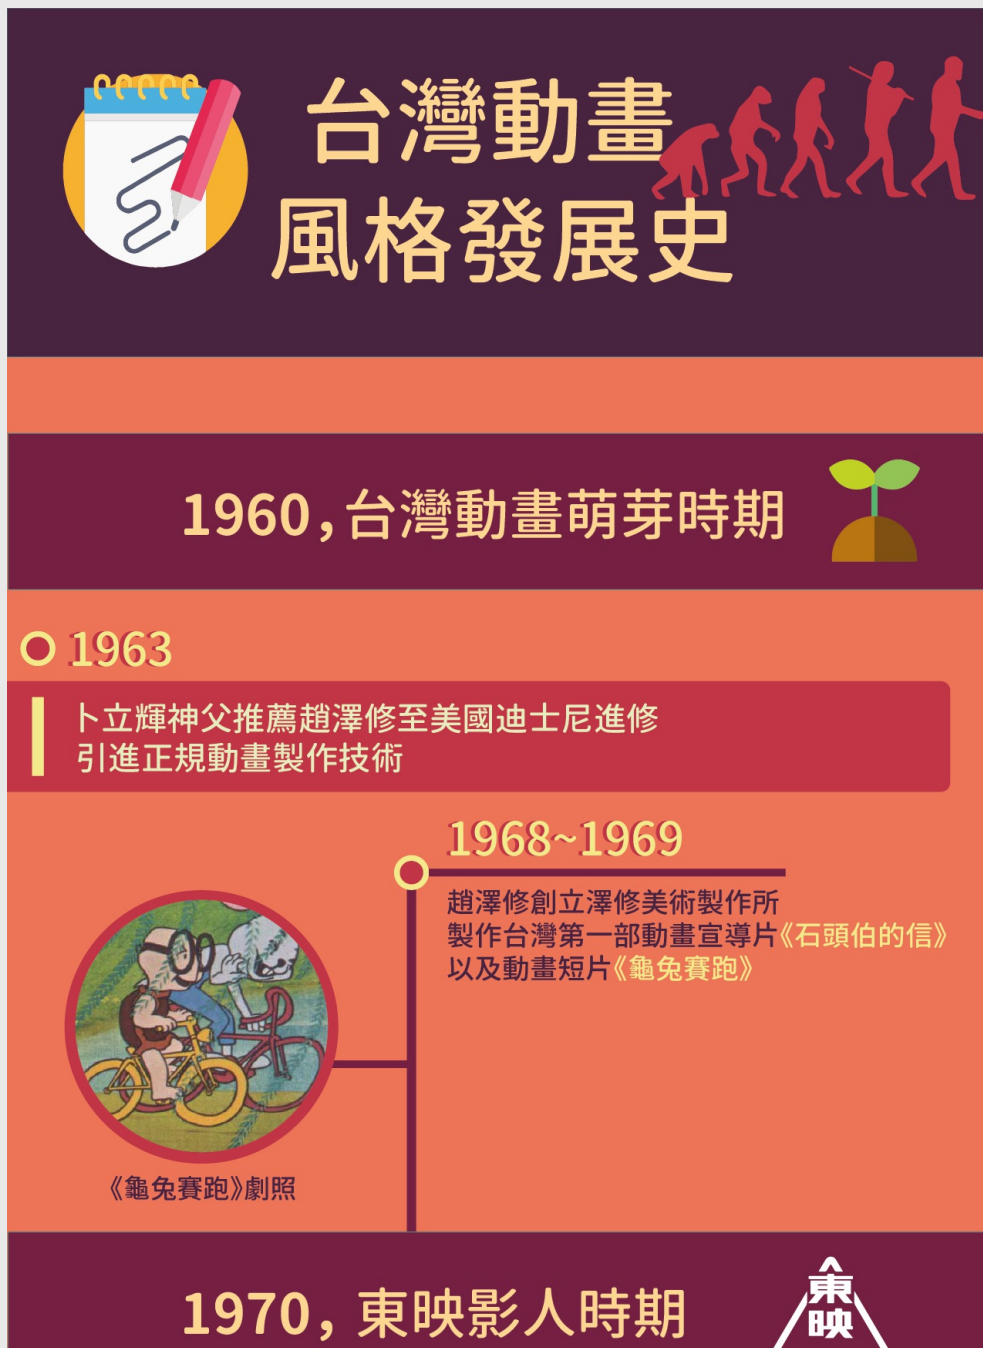 台灣動畫
風格發展史
1960,台灣動畫萌芽時期
1963
卜立輝神父推薦趙澤修至美國迪士尼進修
引進正規動畫製作技術
1968~1969
趙澤修創立澤修美術製作所
製作台灣第一部動畫宣導片《石頭伯的信》
以及動畫短片《龜兔賽跑》
《龜兔賽跑》劇照
1970, 東映影人時期
東映